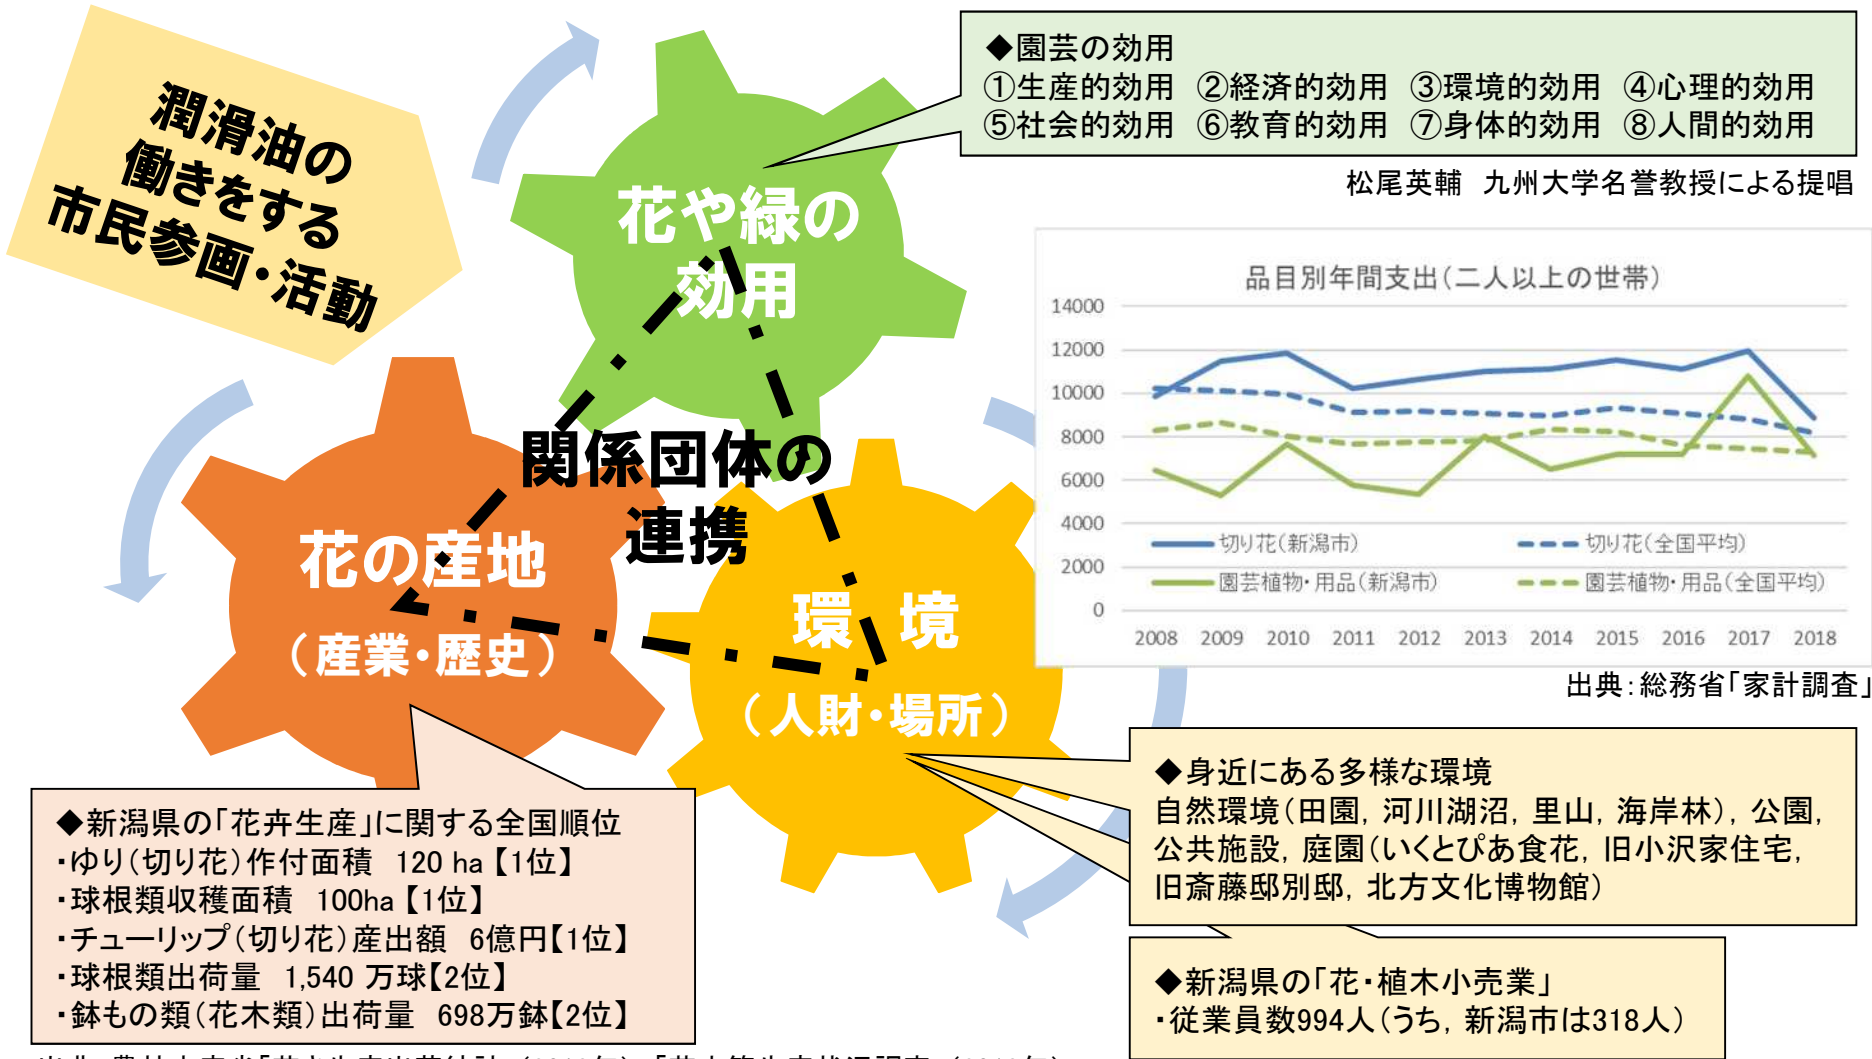 潤滑油の
働きをする
市民参画・活動
◆園芸の効用
①生産的効用 ②経済的効用 ③環境的効用 ④心理的効用
⑤社会的効用 ⑥教育的効用 ⑦身体的効用 ⑧人間的効用
松尾英輔 九州大学名誉教授による提唱
花や緑の
効用
関係団体の
連携
花の産地
（産業・歴史）
環 境
（人財・場所）
品目別年間支出（二人以上の世帯）
14000
12000
10000
8000
6000
4000
2000
0
切り花（新潟市）
切り花（全国平均）
園芸植物・用品（新潟市）
園芸植物・用品（全国平均）
2008 2009 2010 2011 2012 2013 2014 2015 2016 2017 2018
出典：総務省「家計調査」
◆新潟県の「花卉生産」に関する全国順位
・ゆり（切り花）作付面積 120 ha【1位】
・球根類収穫面積 100ha【1位】
・チューリップ（切り花）産出額 6億円【1位】
・球根類出荷量 1,540 万球【2位】
・鉢もの類（花木類）出荷量 698万鉢【2位】
◆身近にある多様な環境
自然環境（田園，河川湖沼，里山，海岸林），公園，
公共施設，庭園（いくとぴあ食花，旧小沢家住宅，
旧斎藤邸別邸，北方文化博物館）
◆新潟県の「花・植木小売業」
・従業員数994人（うち，新潟市は318人）